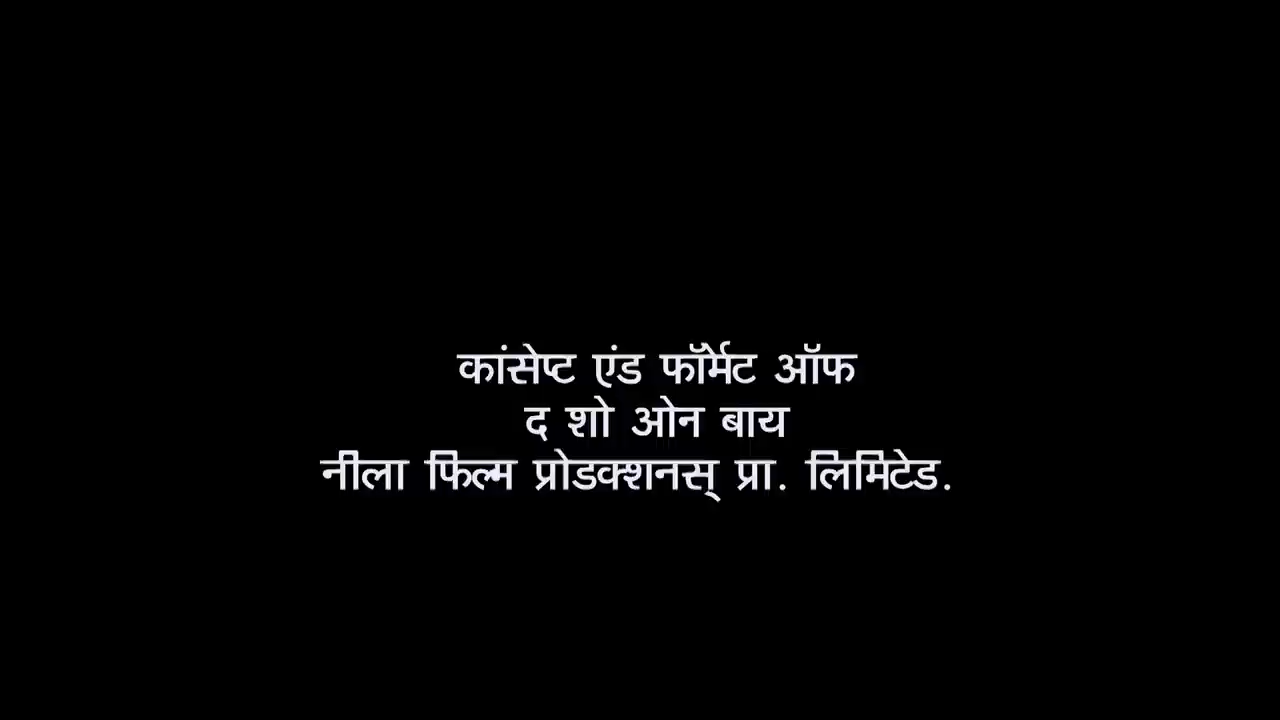 कांसेप्ट एंड फॉर्मेट ऑफ
द शो ओन बाय
नीला फिल्म प्रोडक्शनस् प्रा. लिमिटेड.